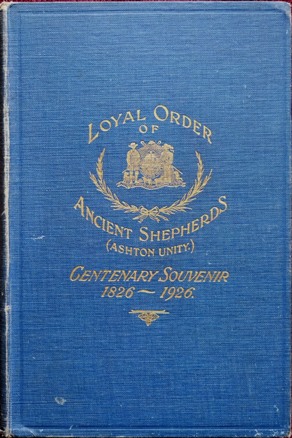 LOYAL ORDER
OF
ANCIENT SHEPHERDS
(ASHTON UNITY.)
CENTENARY SOUVENIR
1826 — 1926.